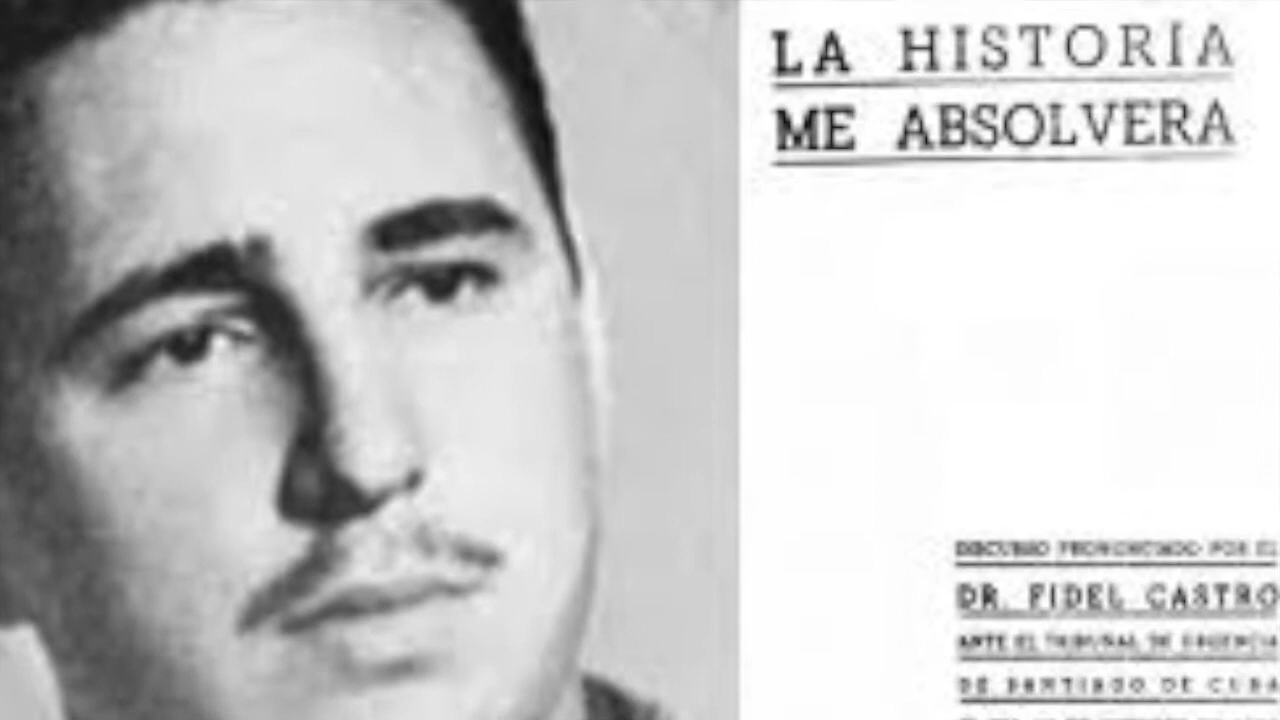 LA HISTORIA
ME ABSOLVERA
DISCURSO PRONUNCIADO POR EL
DR. FIDEL CASTRO
ANTE EL TRIBUNAL DE URGENCIA
DE SANTIAGO DE CUBA